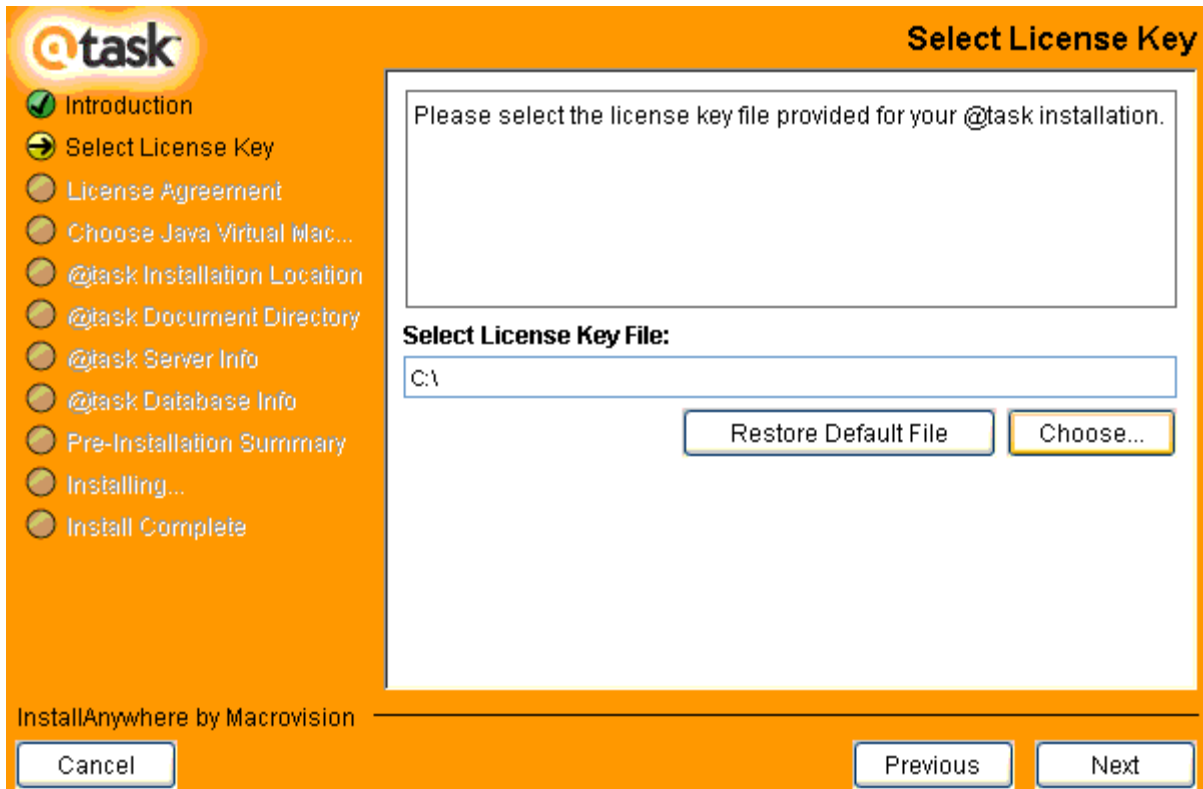 @task
Select License Key
Introduction
Select License Key
License Agreement
Choose Java Virtual Mac...
@task Installation Location
@task Document Directory
@task Server Info
@task Database Info
Pre-Installation Summary
Installing...
Install Complete
Please select the license key file provided for your @task installation.
Select License Key File:
C:\
Restore Default File
Choose...
InstallAnywhere by Macrovision
Cancel
Previous
Next